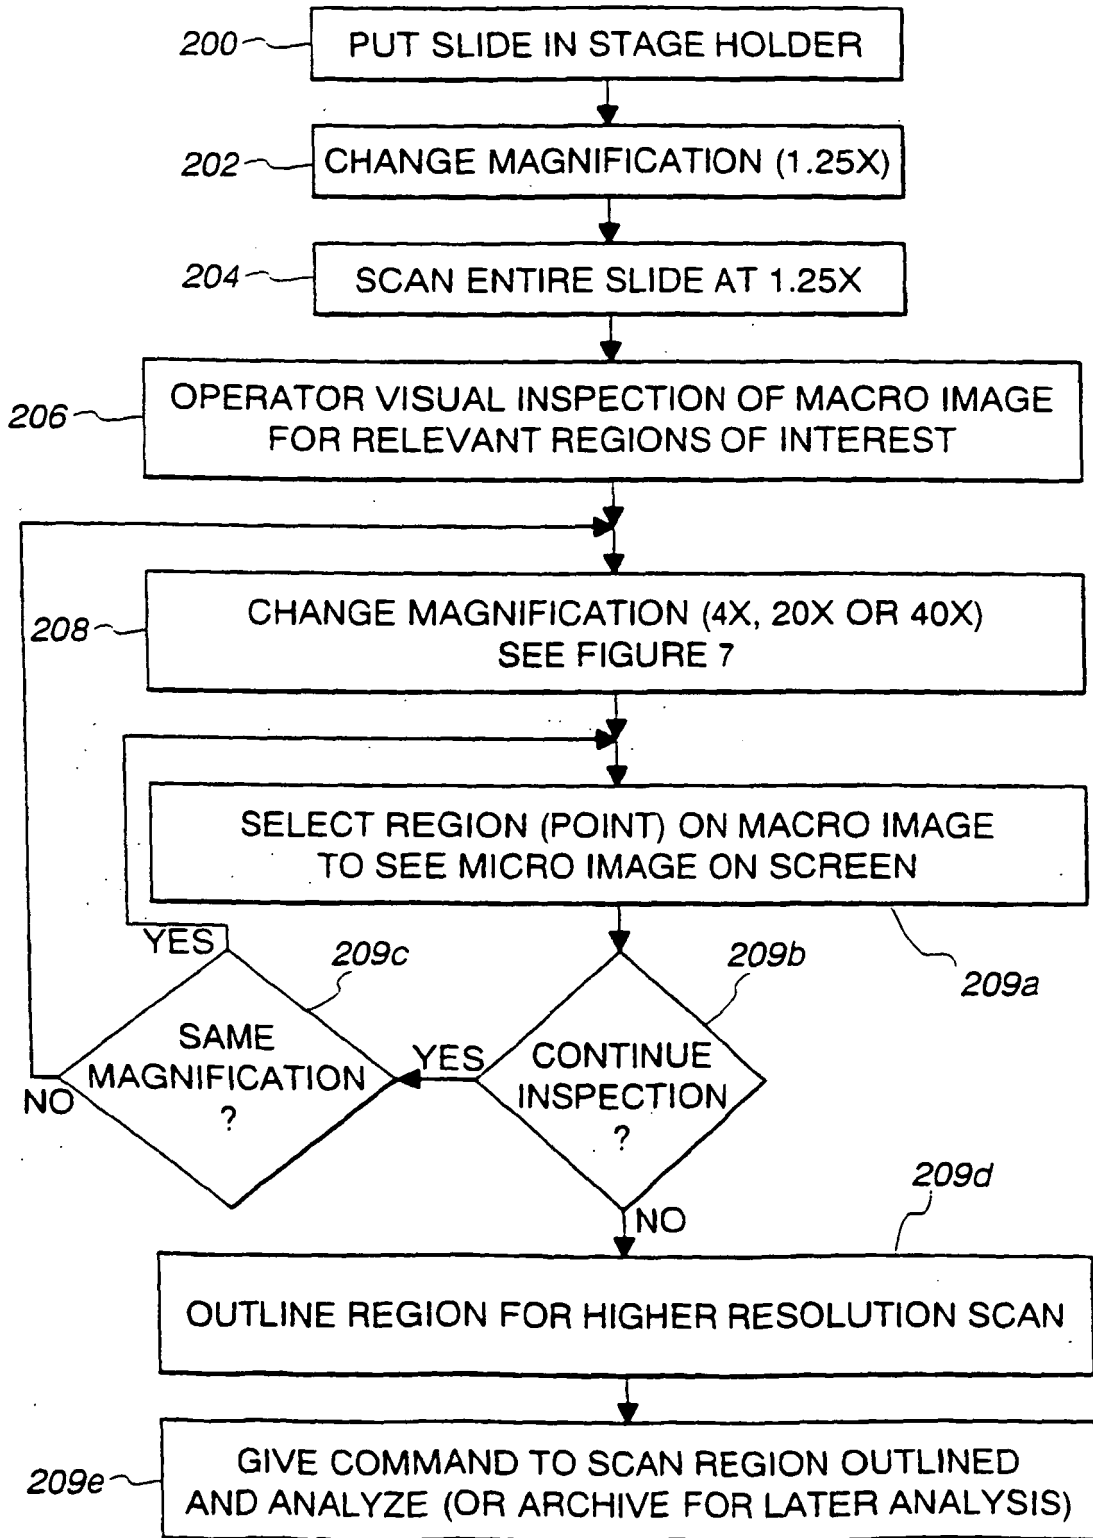 200
PUT SLIDE IN STAGE HOLDER
202
CHANGE MAGNIFICATION (1.25X)
204
SCAN ENTIRE SLIDE AT 1.25X
206
OPERATOR VISUAL INSPECTION OF MACRO IMAGE
FOR RELEVANT REGIONS OF INTEREST
208
CHANGE MAGNIFICATION (4X, 20X OR 40X)
SEE FIGURE 7
SELECT REGION (POINT) ON MACRO IMAGE
TO SEE MICRO IMAGE ON SCREEN
209a
209b
CONTINUE
INSPECTION
?
YES
209c
SAME
MAGNIFICATION
?
YES
NO
NO
209d
OUTLINE REGION FOR HIGHER RESOLUTION SCAN
209e
GIVE COMMAND TO SCAN REGION OUTLINED
AND ANALYZE (OR ARCHIVE FOR LATER ANALYSIS)